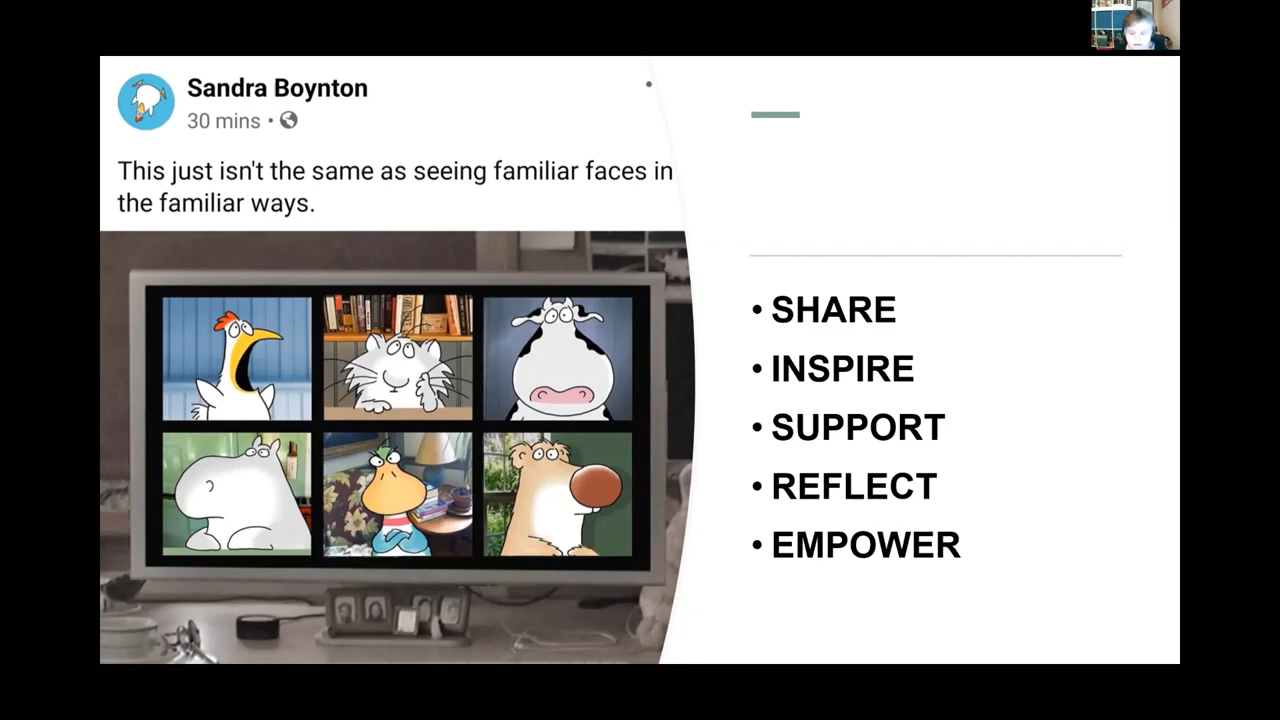 Sandra Boynton
30 mins •
This just isn't the same as seeing familiar faces in
the familiar ways.
• SHARE
• INSPIRE
• SUPPORT
• REFLECT
• EMPOWER